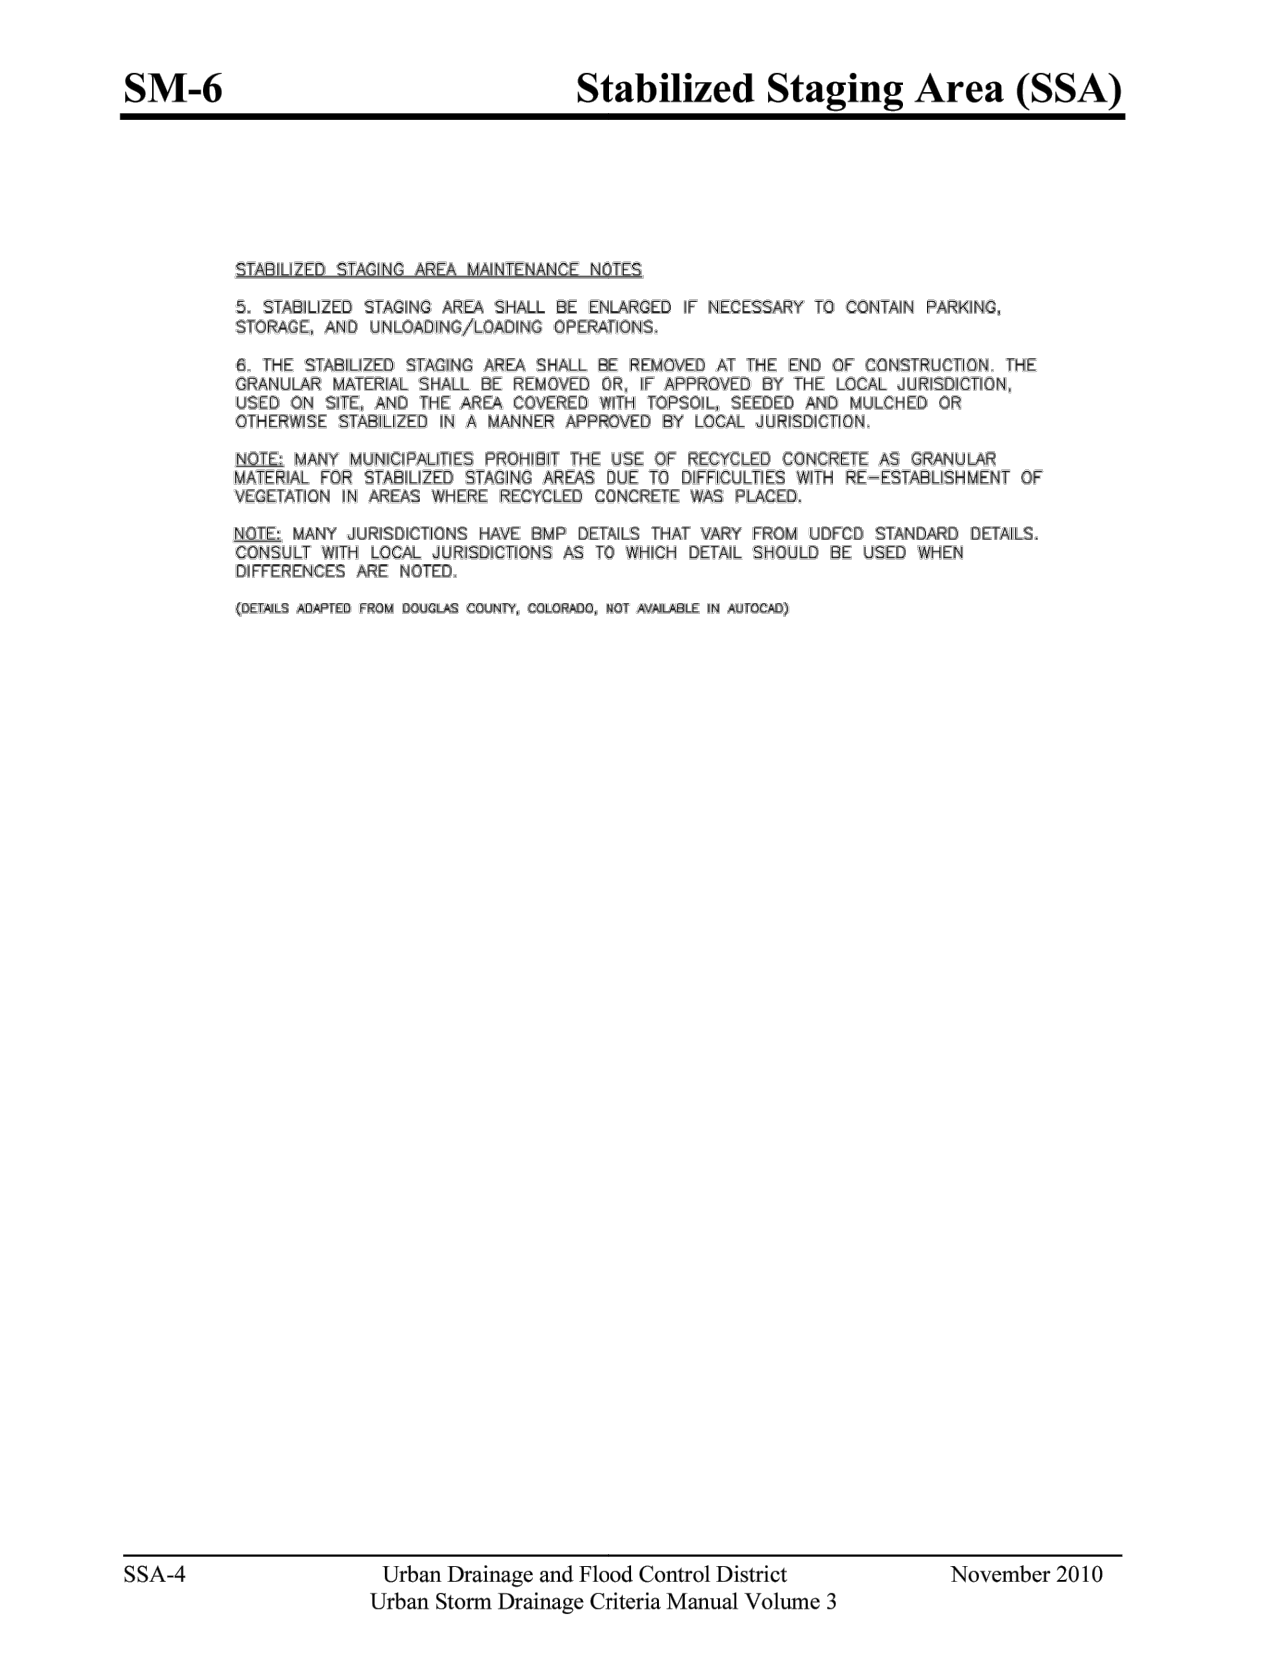 SM-6 Stabilized Staging Area (SSA)
STABILIZED STAGING AREA MAINTENANCE NOTES
5. STABILIZED STAGING AREA SHALL BE ENLARGED IF NECESSARY TO CONTAIN PARKING,
STORAGE, AND UNLOADING/LOADING OPERATIONS.
6. THE STABILIZED STAGING AREA SHALL BE REMOVED AT THE END OF CONSTRUCTION. THE
GRANULAR MATERIAL SHALL BE REMOVED OR, IF APPROVED BY THE LOCAL JURISDICTION,
USED ON SITE, AND THE AREA COVERED WITH TOPSOIL, SEEDED AND MULCHED OR
OTHERWISE STABILIZED IN A MANNER APPROVED BY LOCAL JURISDICTION.
NOTE: MANY MUNICIPALITIES PROHIBIT THE USE OF RECYCLED CONCRETE AS GRANULAR
MATERIAL FOR STABILIZED STAGING AREAS DUE TO DIFFICULTIES WITH RE-ESTABLISHMENT OF
VEGETATION IN AREAS WHERE RECYCLED CONCRETE WAS PLACED.
NOTE: MANY JURISDICTIONS HAVE BMP DETAILS THAT VARY FROM UDFCD STANDARD DETAILS.
CONSULT WITH LOCAL JURISDICTIONS AS TO WHICH DETAIL SHOULD BE USED WHEN
DIFFERENCES ARE NOTED.
(DETAILS ADAPTED FROM DOUGLAS COUNTY, COLORADO, NOT AVAILABLE IN AUTOCAD)
SSA-4 Urban Drainage and Flood Control District November 2010
Urban Storm Drainage Criteria Manual Volume 3